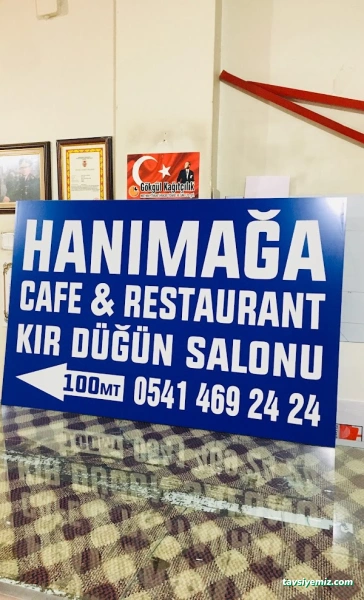 Gökgül Kağıtçılık
HANIMAĞA
CAFE & RESTAURANT
KIR DÜĞÜN SALONU
100MT 0541 469 24 24
tavsiyemiz.com